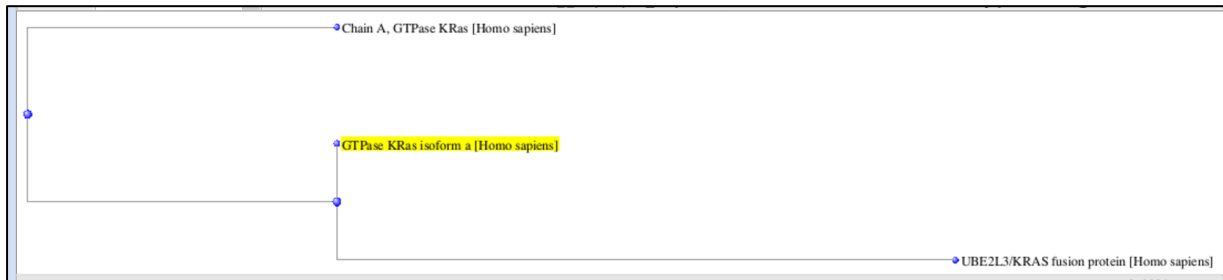 Chain A, GTPase KRas [Homo sapiens]
GTPase KRas isoform a [Homo sapiens]
UBE2L3/KRAS fusion protein [Homo sapiens]